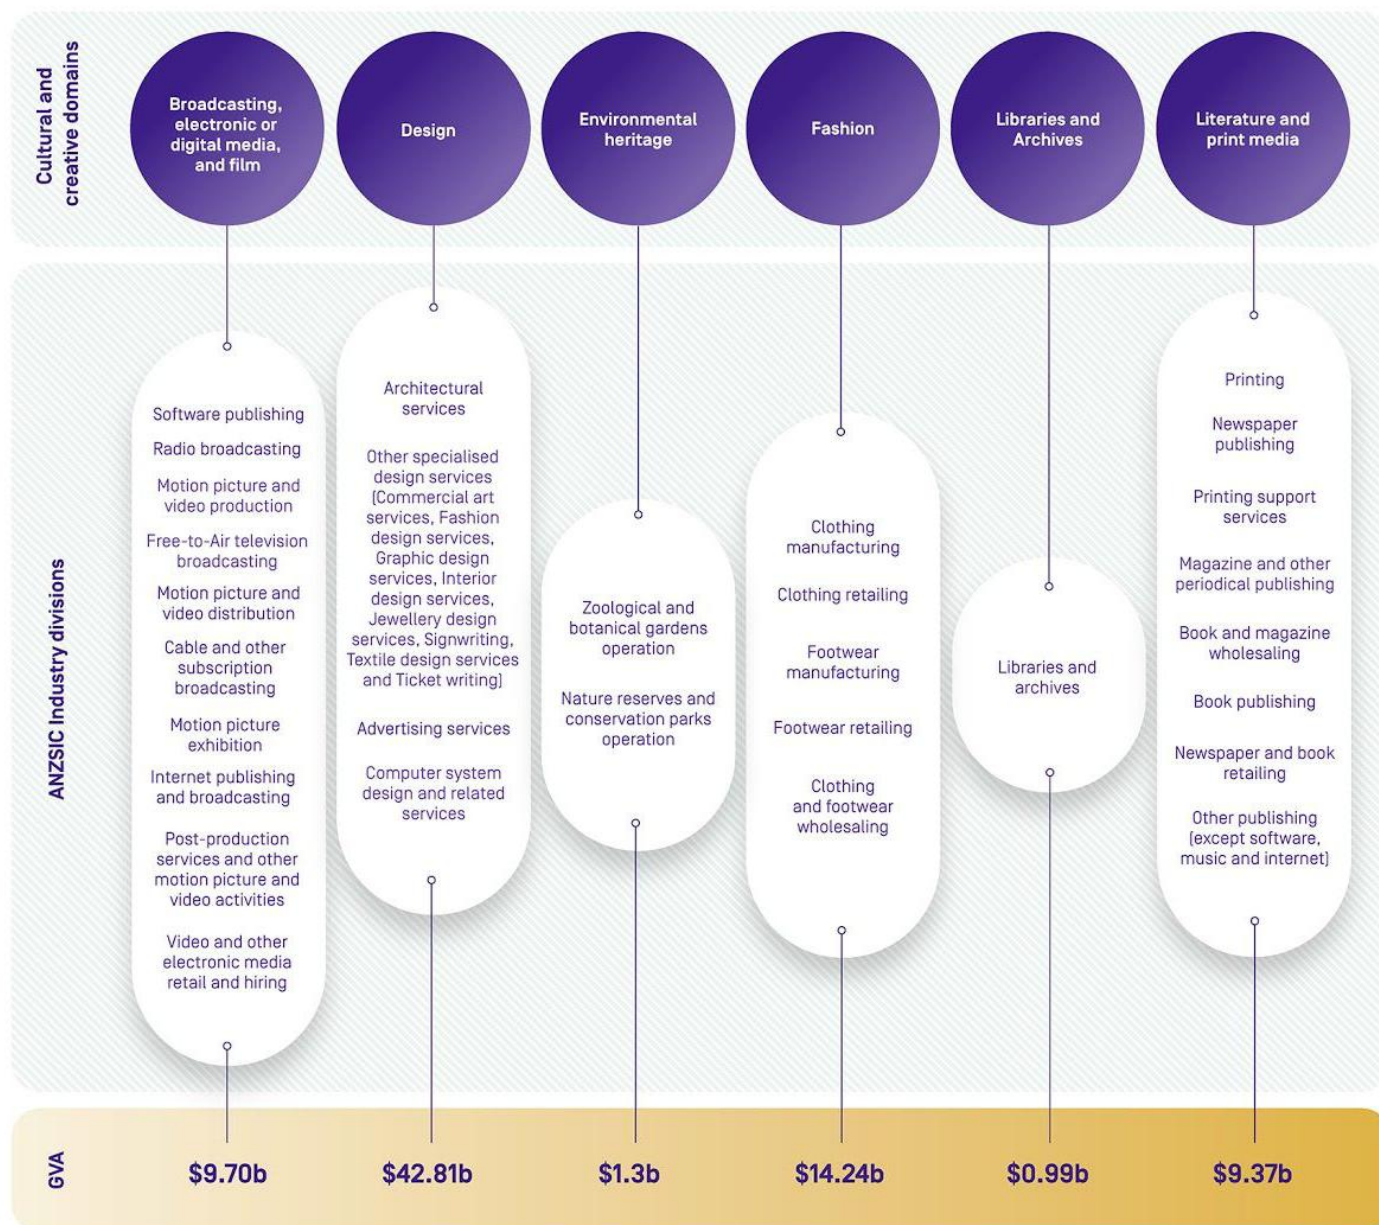 Cultural and
creative domains
Broadcasting,
electronic or
digital media,
and film
Design
Environmental
heritage
Fashion
Libraries and
Archives
Literature and
print media
ANZSIC Industry divisions
Software publishing
Radio broadcasting
Motion picture and
video production
Free-to-Air television
broadcasting
Motion picture and
video distribution
Cable and other
subscription
broadcasting
Motion picture
exhibition
Internet publishing
and broadcasting
Post-production
services and other
motion picture and
video activities
Video and other
electronic media
retail and hiring
Architectural
services
Other specialised
design services
(Commercial art
services, Fashion
design services,
Graphic design
services, Interior
design services,
Jewellery design
services, Signwriting,
Textile design services
and Ticket writing)
Advertising services
Computer system
design and related
services
Zoological and
botanical gardens
operation
Nature reserves and
conservation parks
operation
Clothing
manufacturing
Clothing retailing
Footwear
manufacturing
Footwear retailing
Clothing
and footwear
wholesaling
Libraries and
archives
Printing
Newspaper
publishing
Printing support
services
Magazine and other
periodical publishing
Book and magazine
wholesaling
Book publishing
Newspaper and book
retailing
Other publishing
(except software,
music and internet)
GVA
$9.70b
$42.81b
$1.3b
$14.24b
$0.99b
$9.37b